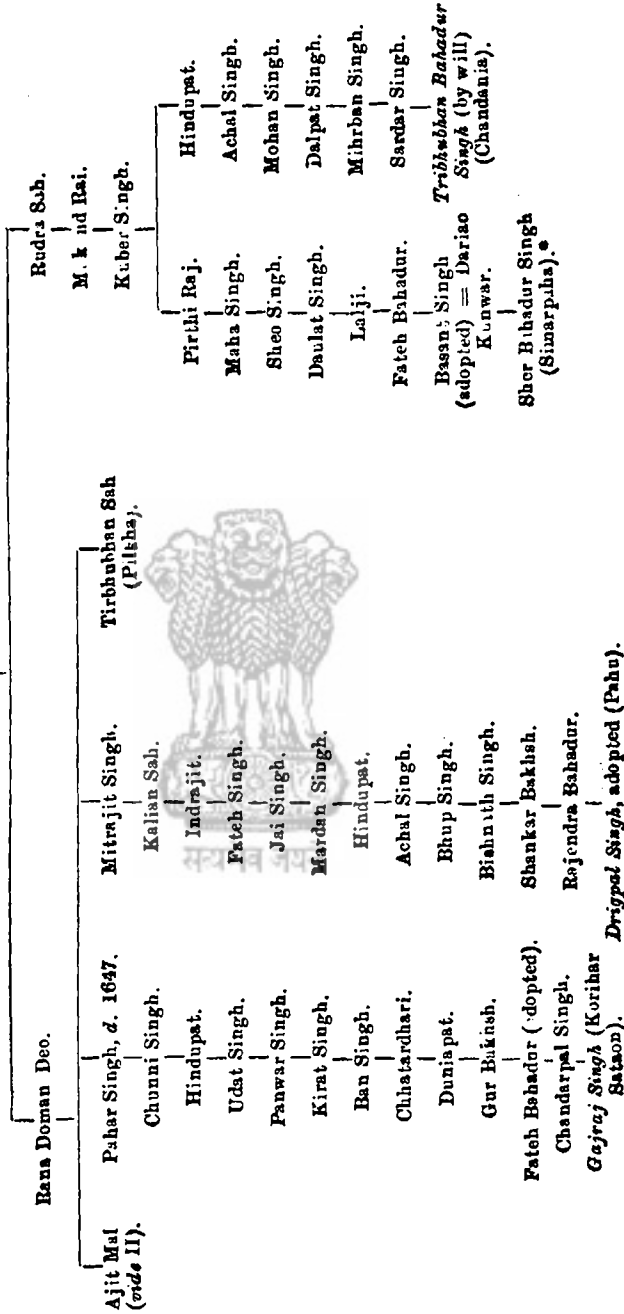 Rana Doman Deo.
Rudra Sah.
Rai.
Kuber Singh.
Ajit Mal
(vide II).
Pahar Singh, d. 1647.
Chunni Singh.
Hindupat.
Udat Singh.
Panwar Singh.
Kirat Singh.
Ban Singh.
Chhatardhari.
Duniapat.
Gur Bakhsh.
Fateh Bahadur (adopted).
Chandarpal Singh.
Gajraj Singh (Korihar
Sataon).
Mitrajit Singh.
Kalian Sah.
Indrajit.
Fateh Singh.
Jai Singh.
Mardan Singh.
Hindupat.
Achal Singh.
Bhup Singh.
Bishnath Singh.
Shankar Bakhsh.
Rajendra Bahadur.
Drigpal Singh, adopted (Pahu).
Tirbhubhan Sah
(Pilkha).
Pirthi Raj.
Maha Singh.
Sheo Singh.
Daulat Singh.
Lalji.
Fateh Bahadur.
Basant Singh
(adopted) = Dariao
Kunwar.
Sher Bahadur Singh
(Simarpaha).*
Hindupat.
Achal Singh.
Mohan Singh.
Dalpat Singh.
Mihrban Singh.
Sardar Singh.
Tribhubhan Bahadur
Singh (by will)
(Chandania).
सत्यमेव जयते